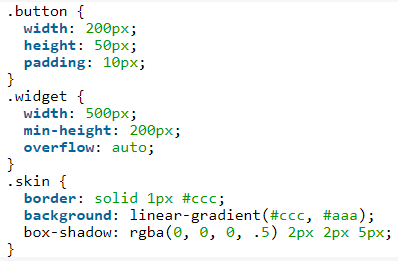 .button {
  width: 200px;
  height: 50px;
  padding: 10px;
}
.widget {
  width: 500px;
  min-height: 200px;
  overflow: auto;
}
.skin {
  border: solid 1px #ccc;
  background: linear-gradient(#ccc, #aaa);
  box-shadow: rgba(0, 0, 0, .5) 2px 2px 5px;
}